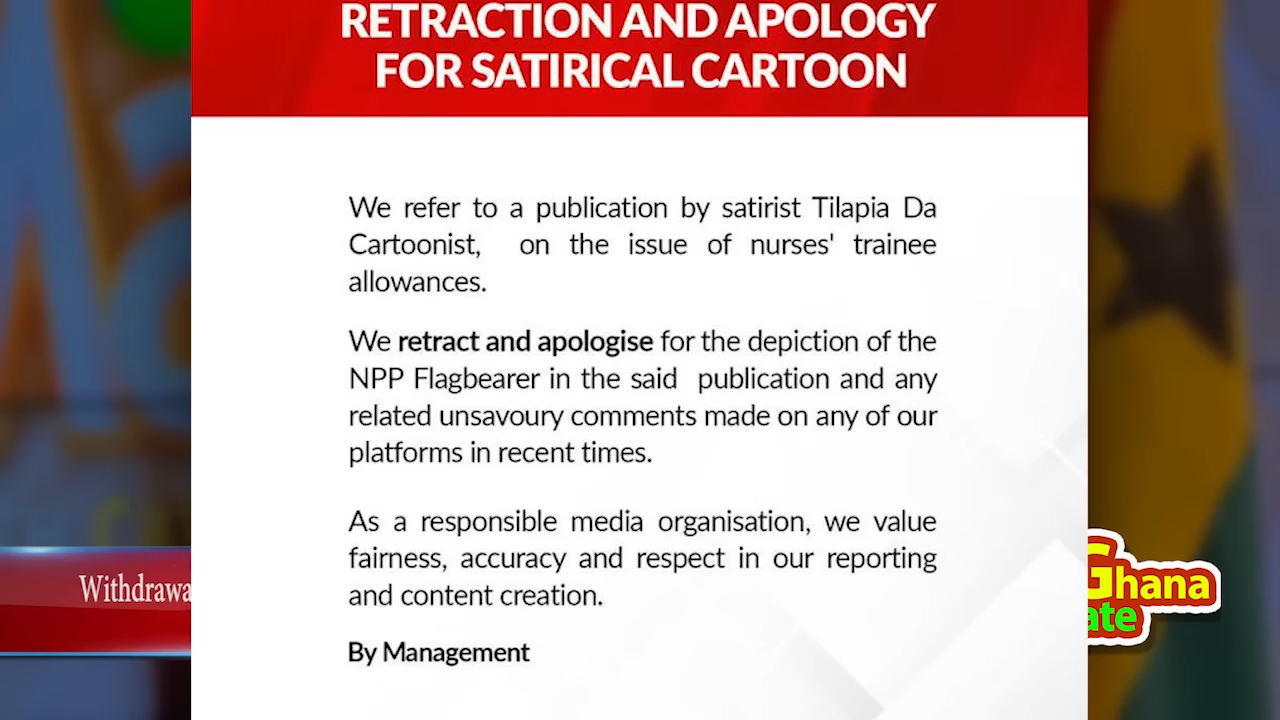 RETRACTION AND APOLOGY
FOR SATIRICAL CARTOON
We refer to a publication by satirist Tilapia Da
Cartoonist, on the issue of nurses' trainee
allowances.
We retract and apologise for the depiction of the
NPP Flagbearer in the said publication and any
related unsavoury comments made on any of our
platforms in recent times.
As a responsible media organisation, we value
fairness, accuracy and respect in our reporting
and content creation.
By Management
Withdrawa
Ghana
ate